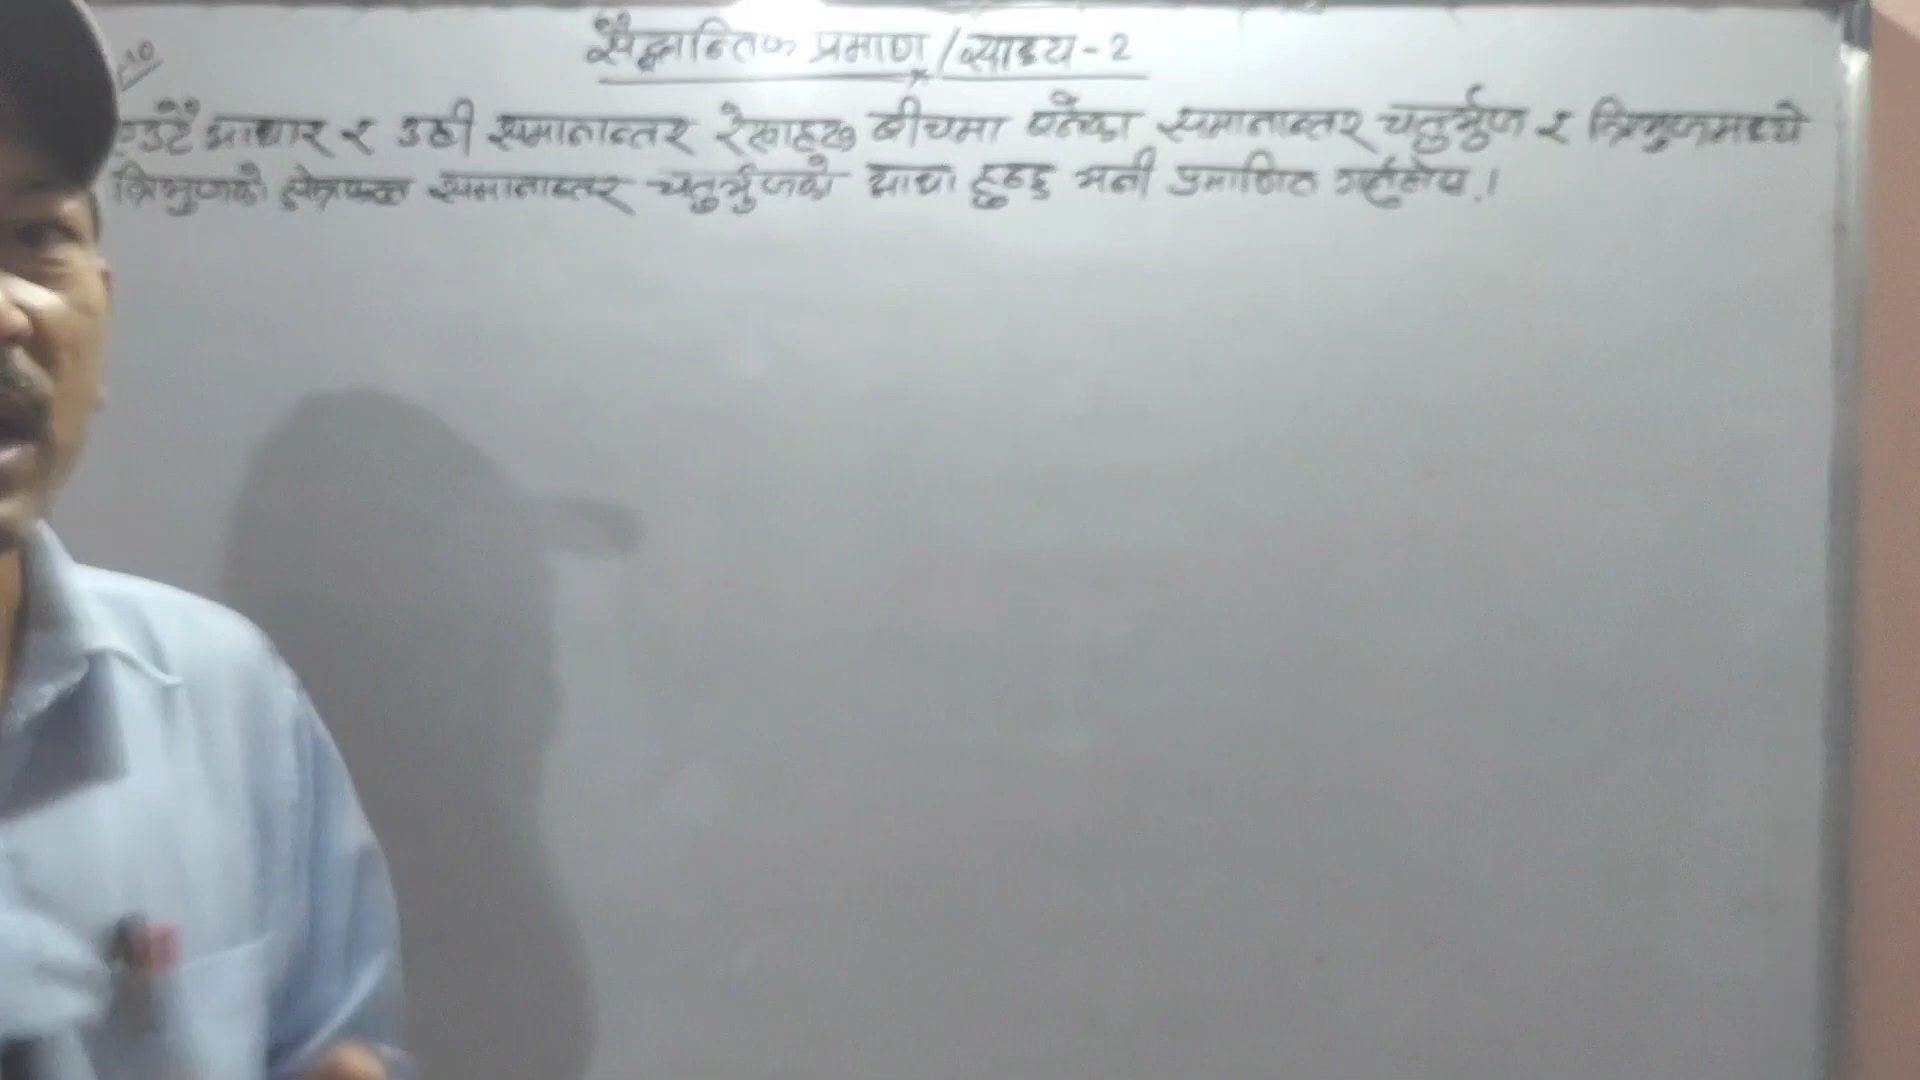 सैद्धान्तिक प्रमाण / साध्य - 2
10
एउटै आधार र उही समानान्तर रेखाहरु बीचमा बनेका समानान्तर चतुर्भुज र त्रिभुजमध्ये
त्रिभुजको क्षेत्रफल समानान्तर चतुर्भुजको आधा हुन्छ भनी प्रमाणित गर्नुहोस् ।